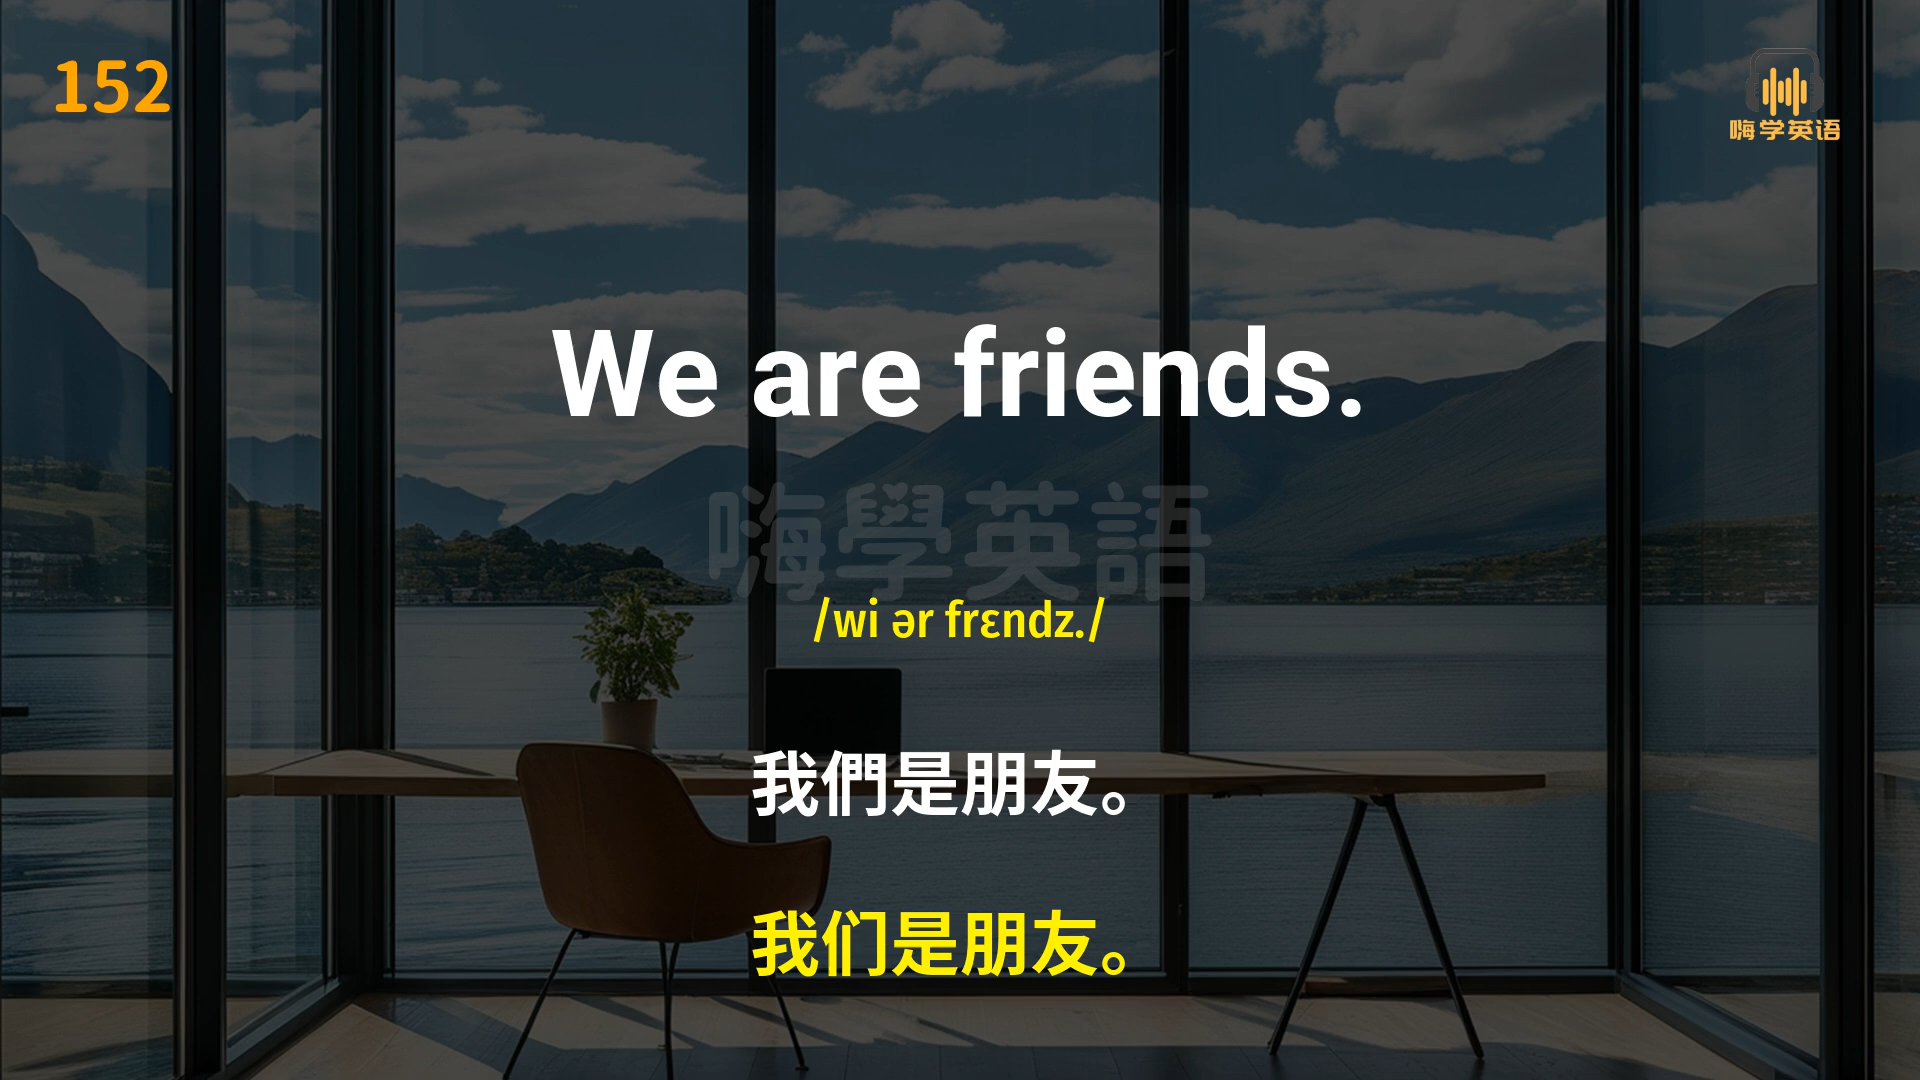 152
嗨学英语
We are friends.
嗨學英語
/wi ər frɛndz./
我們是朋友。
我们是朋友。